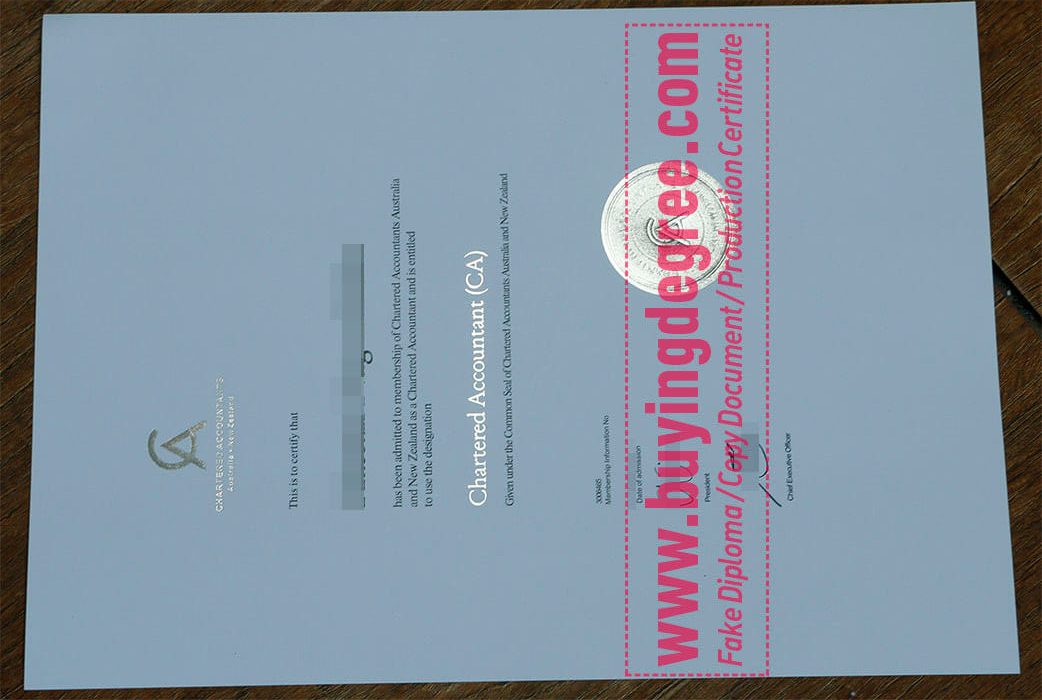 CHARTERED ACCOUNTANTS
Australia + New Zealand
This is to certify that
has been admitted to membership of Chartered Accountants Australia
and New Zealand as a Chartered Accountant and is entitled
to use the designation
Chartered Accountant (CA)
Given under the Common Seal of Chartered Accountants Australia and New Zealand
3008465
Membership Information No
Date of admission
President
Chief Executive Officer
www.buyingdegree.com
Fake Diploma/Copy Document/Production Certificate